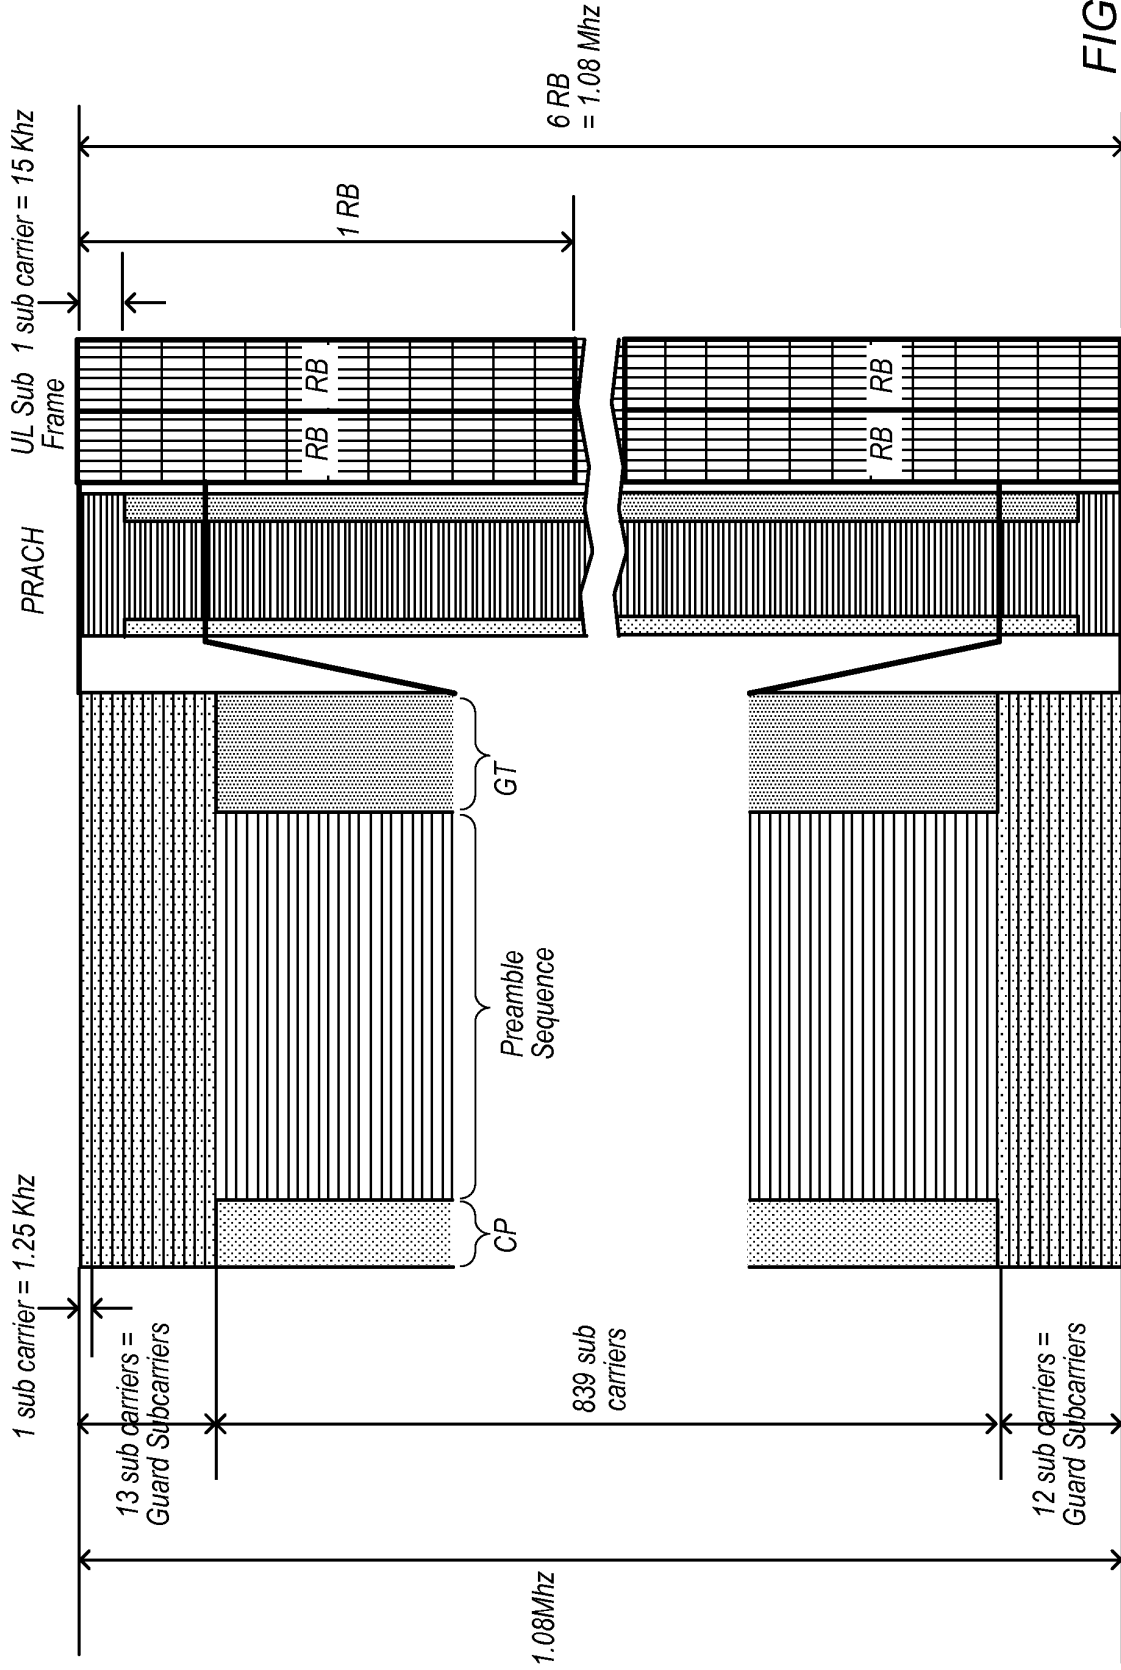 1 sub carrier = 1.25 Khz
PRACH
UL Sub
Frame
1 sub carrier = 15 Khz
13 sub carriers =
Guard Subcarriers
RB
RB
1 RB
CP
Preamble
Sequence
GT
6 RB
= 1.08 Mhz
1.08Mhz
839 sub
carriers
RB
RB
12 sub carriers =
Guard Subcarriers
FIG